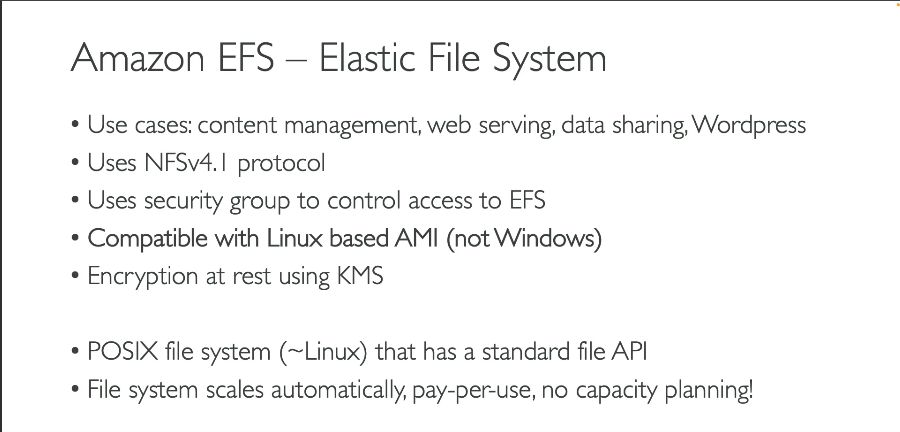 Amazon EFS – Elastic File System
• Use cases: content management, web serving, data sharing, Wordpress
• Uses NFSv4.1 protocol
• Uses security group to control access to EFS
• Compatible with Linux based AMI (not Windows)
• Encryption at rest using KMS
• POSIX file system (~Linux) that has a standard file API
• File system scales automatically, pay-per-use, no capacity planning!